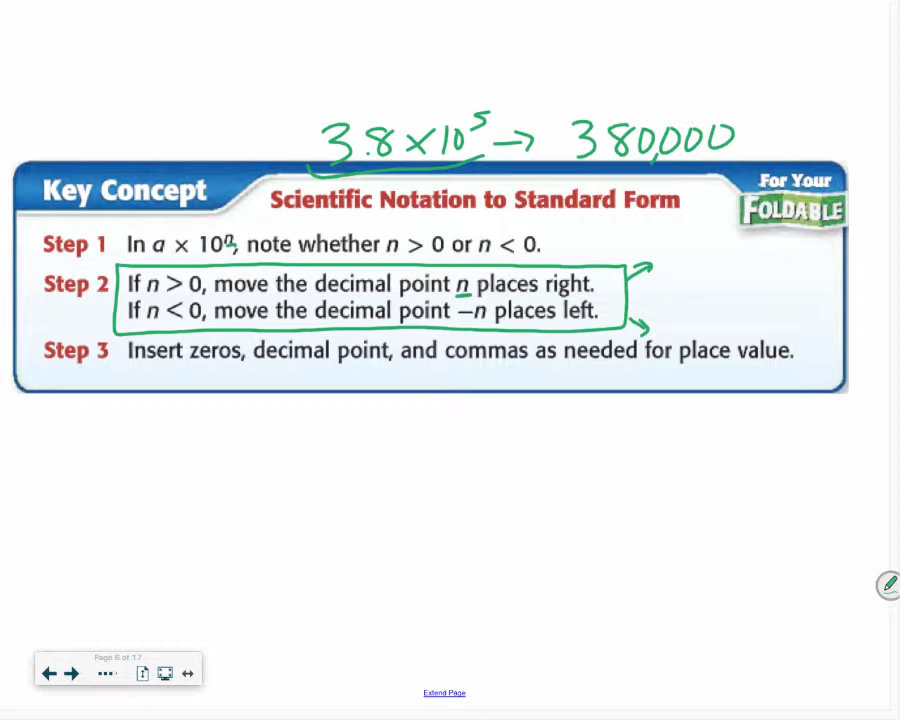 3.8 × 10⁵ → 380,000
Key Concept
Scientific Notation to Standard Form
For Your
FOLDABLE
Step 1 In a × 10ⁿ, note whether n > 0 or n < 0.
Step 2 If n > 0, move the decimal point n places right.
If n < 0, move the decimal point −n places left.
Step 3 Insert zeros, decimal point, and commas as needed for place value.
Page 6 of 17
Extend Page